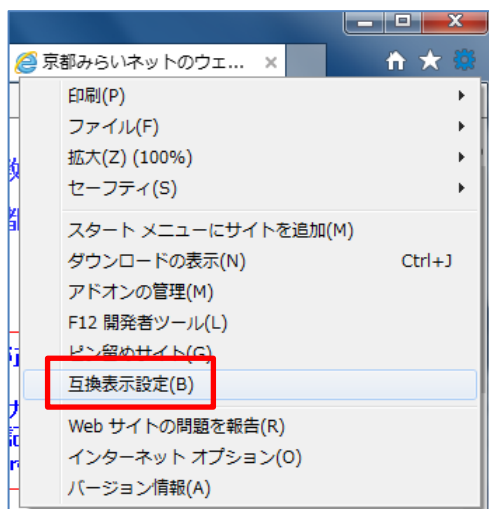 京都みらいネットのウェ...
印刷(P)
ファイル(F)
拡大(Z) (100%)
セーフティ(S)
スタート メニューにサイトを追加(M)
ダウンロードの表示(N) Ctrl+J
アドオンの管理(M)
F12 開発者ツール(L)
ピン留めサイト(G)
互換表示設定(B)
Web サイトの問題を報告(R)
インターネット オプション(O)
バージョン情報(A)